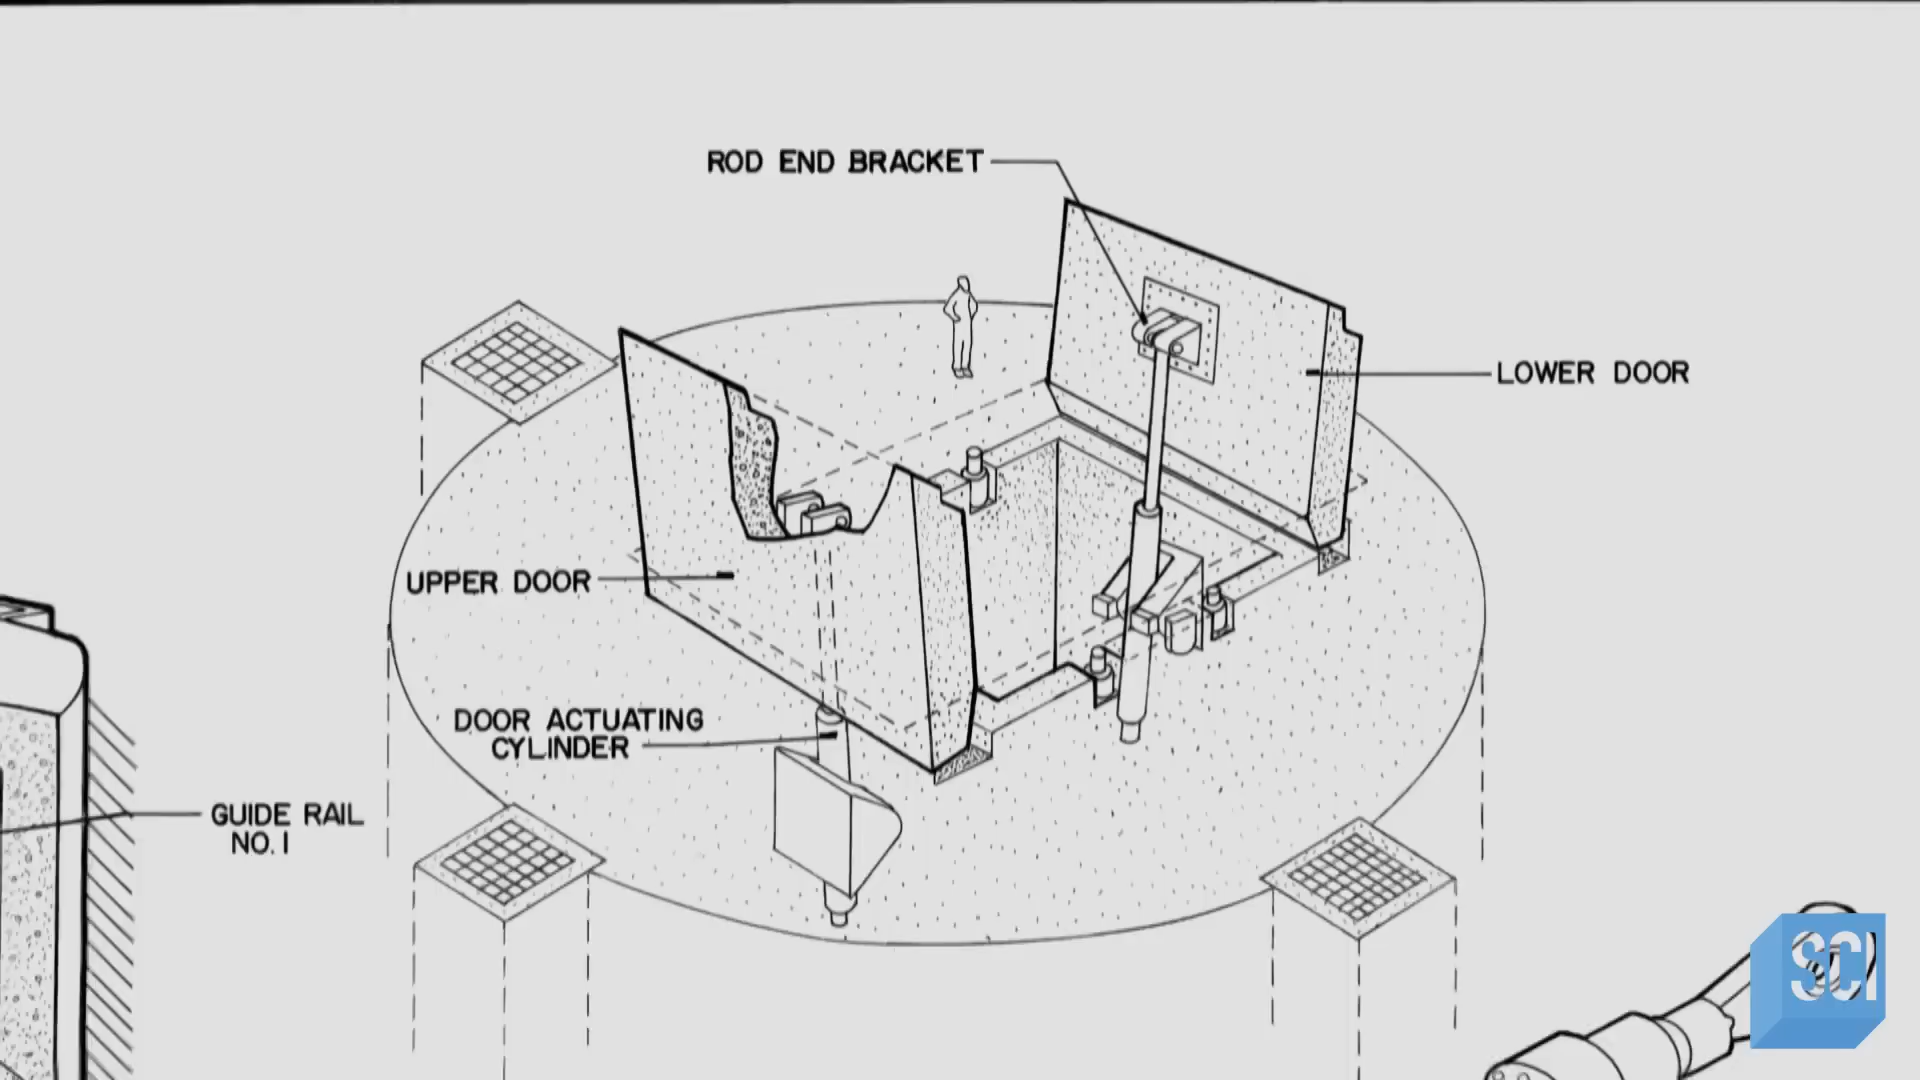 ROD END BRACKET
LOWER DOOR
UPPER DOOR
DOOR ACTUATING
CYLINDER
GUIDE RAIL
NO. 1
SCI